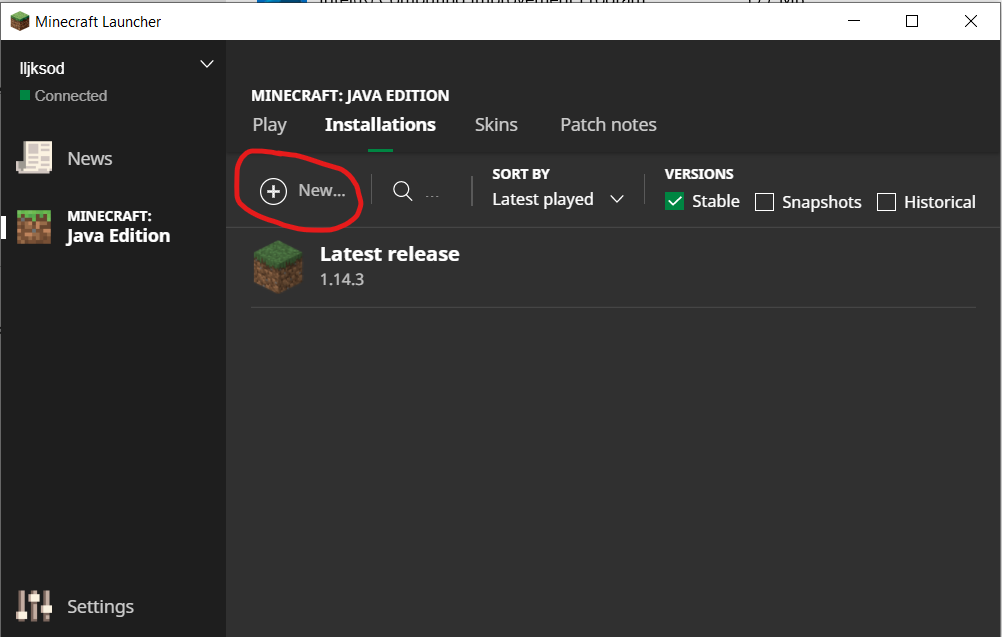 Minecraft Launcher
lljksod
Connected
News
MINECRAFT:
Java Edition
Settings
MINECRAFT: JAVA EDITION
Play Installations Skins Patch notes
New... ...
SORT BY
Latest played
VERSIONS
Stable Snapshots Historical
Latest release
1.14.3